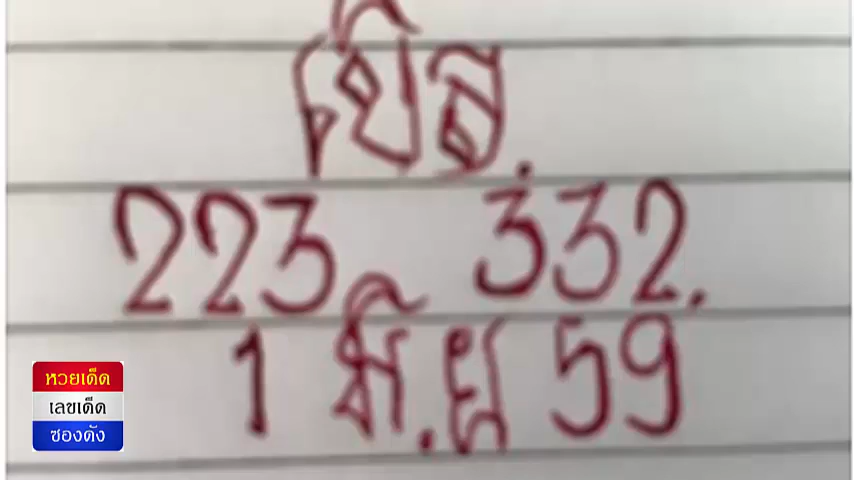 223 332.
1 มิ.ย 59
หวยเด็ด
เลขเด็ด
ซองดัง